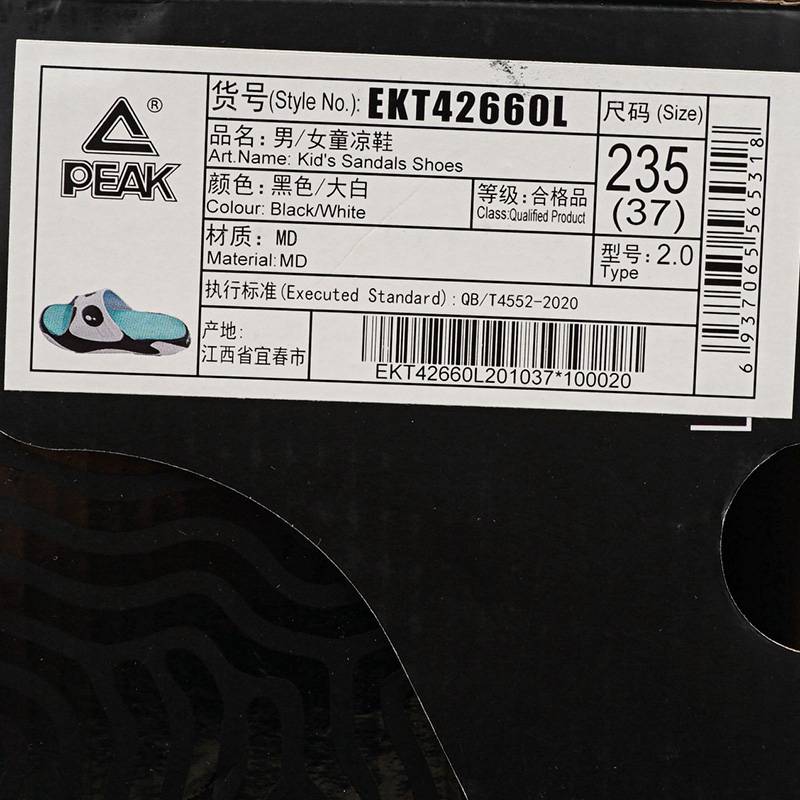 ®
PEAK
货号(Style No.): EKT42660L
尺码 (Size)
品名: 男/女童凉鞋
Art.Name: Kid's Sandals Shoes
235
(37)
颜色: 黑色/大白
Colour: Black/White
等级: 合格品
Class:Qualified Product
材质: MD
Material: MD
型号: 2.0
Type
执行标准(Executed Standard): QB/T4552-2020
产地:
江西省宜春市
EKT42660L201037*100020
6 937065 565318